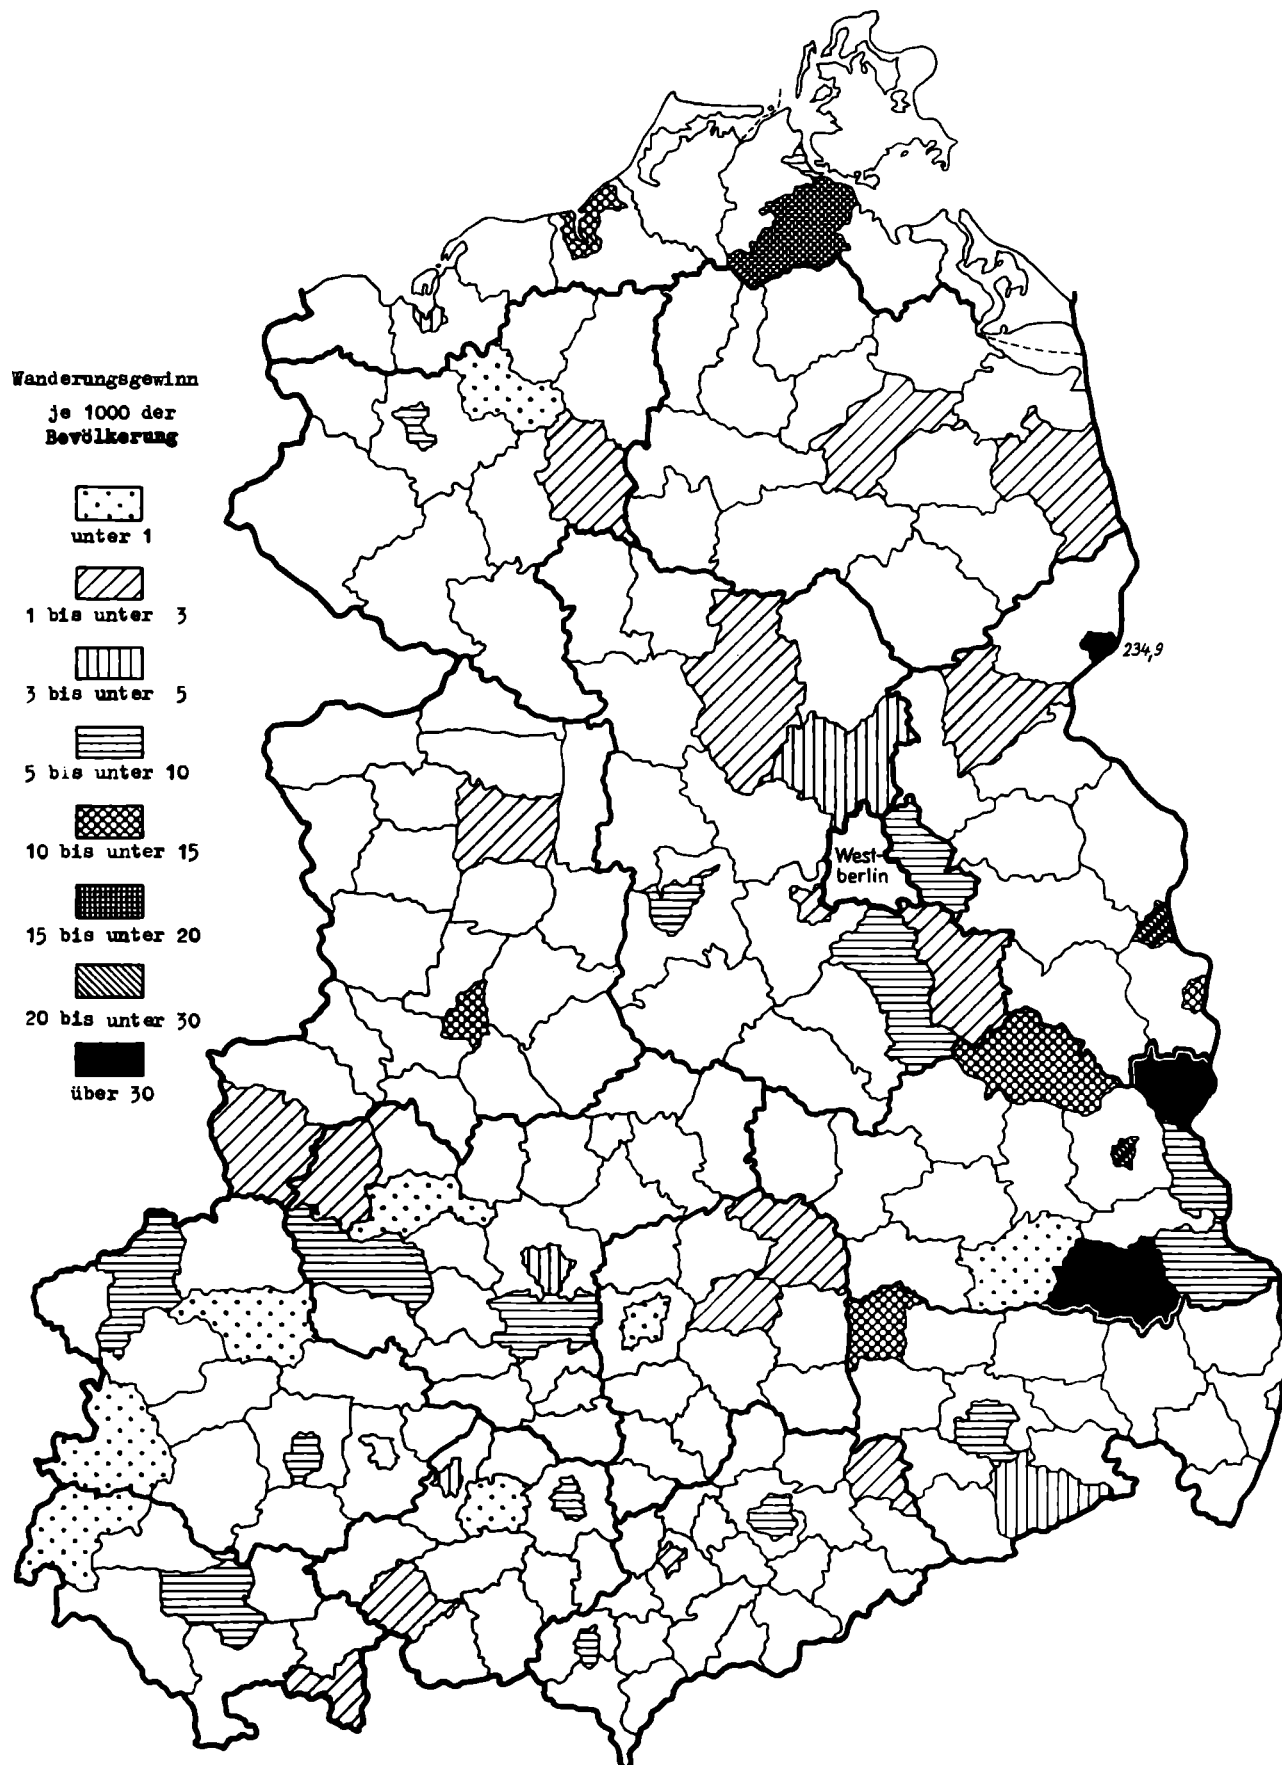 Wanderungsgewinn
je 1000 der
Bevölkerung
unter 1
1 bis unter 3
3 bis unter 5
5 bis unter 10
10 bis unter 15
15 bis unter 20
20 bis unter 30
über 30
234,9
West-
berlin